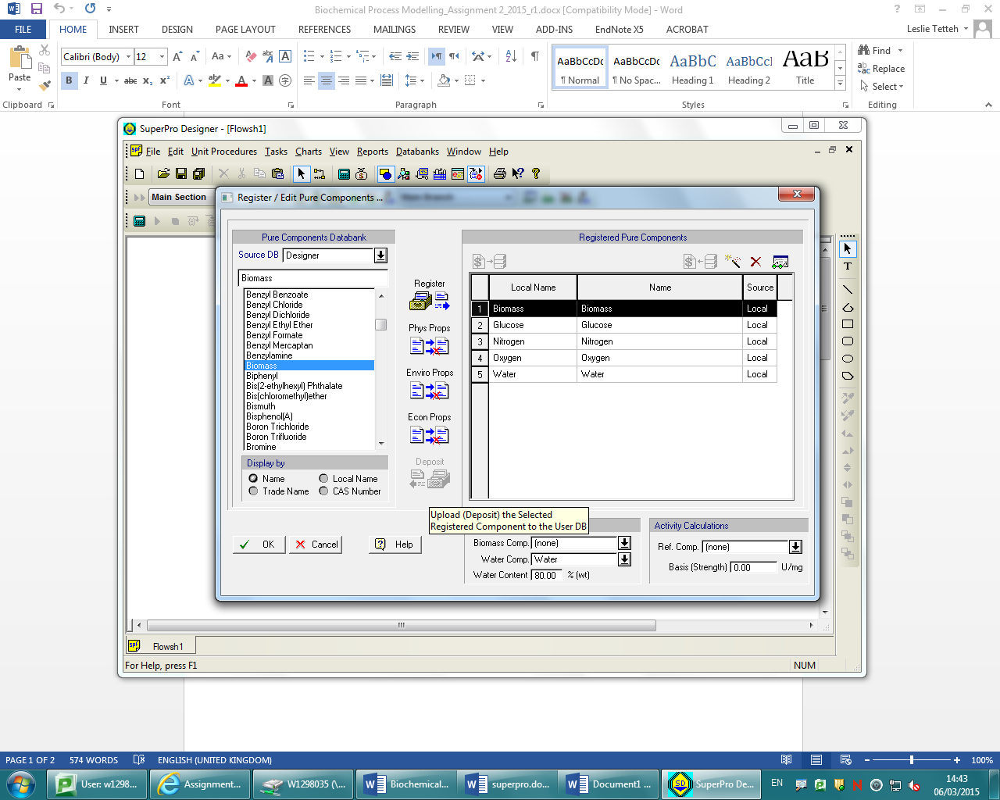 Biochemical Process Modelling_Assignment 2_2015_r1.docx [Compatibility Mode] - Word
FILE HOME INSERT DESIGN PAGE LAYOUT REFERENCES MAILINGS REVIEW VIEW ADD-INS EndNote X5 ACROBAT Leslie Tetteh
Calibri (Body) 12 Aa
Paste
B I U abc x₂ x²
AaBbCcDc AaBbCcDc AaBbC AaBbCcI AaB
¶ Normal ¶ No Spac... Heading 1 Heading 2 Title
Find
Replace
Select
Clipboard Font Paragraph Styles Editing
SuperPro Designer - [Flowsh1]
File Edit Unit Procedures Tasks Charts View Reports Databanks Window Help
Main Section
Register / Edit Pure Components ...
Pure Components Databank
Source DB Designer
Biomass
Benzyl Benzoate
Benzyl Chloride
Benzyl Dichloride
Benzyl Ethyl Ether
Benzyl Formate
Benzyl Mercaptan
Benzylamine
Biomass
Biphenyl
Bis(2-ethylhexyl) Phthalate
Bis(chloromethyl)ether
Bismuth
Bisphenol(A)
Boron Trichloride
Boron Trifluoride
Bromine
Display by
Name Local Name
Trade Name CAS Number
Register
Phys Props
Enviro Props
Econ Props
Deposit
Registered Pure Components
Local Name Name Source
1 Biomass Biomass Local
2 Glucose Glucose Local
3 Nitrogen Nitrogen Local
4 Oxygen Oxygen Local
5 Water Water Local
Upload (Deposit) the Selected
Registered Component to the User DB
OK Cancel Help
Biomass Comp. (none)
Water Comp. Water
Water Content 80.00 % (wt)
Activity Calculations
Ref. Comp. (none)
Basis (Strength) 0.00 U/mg
Flowsh1
For Help, press F1 NUM
PAGE 1 OF 2 574 WORDS ENGLISH (UNITED KINGDOM) 100%
User: w1298... Assignment... W1298035 (\\... Biochemical... superpro.do... Document1 ... SuperPro De... EN 14:43
06/03/2015